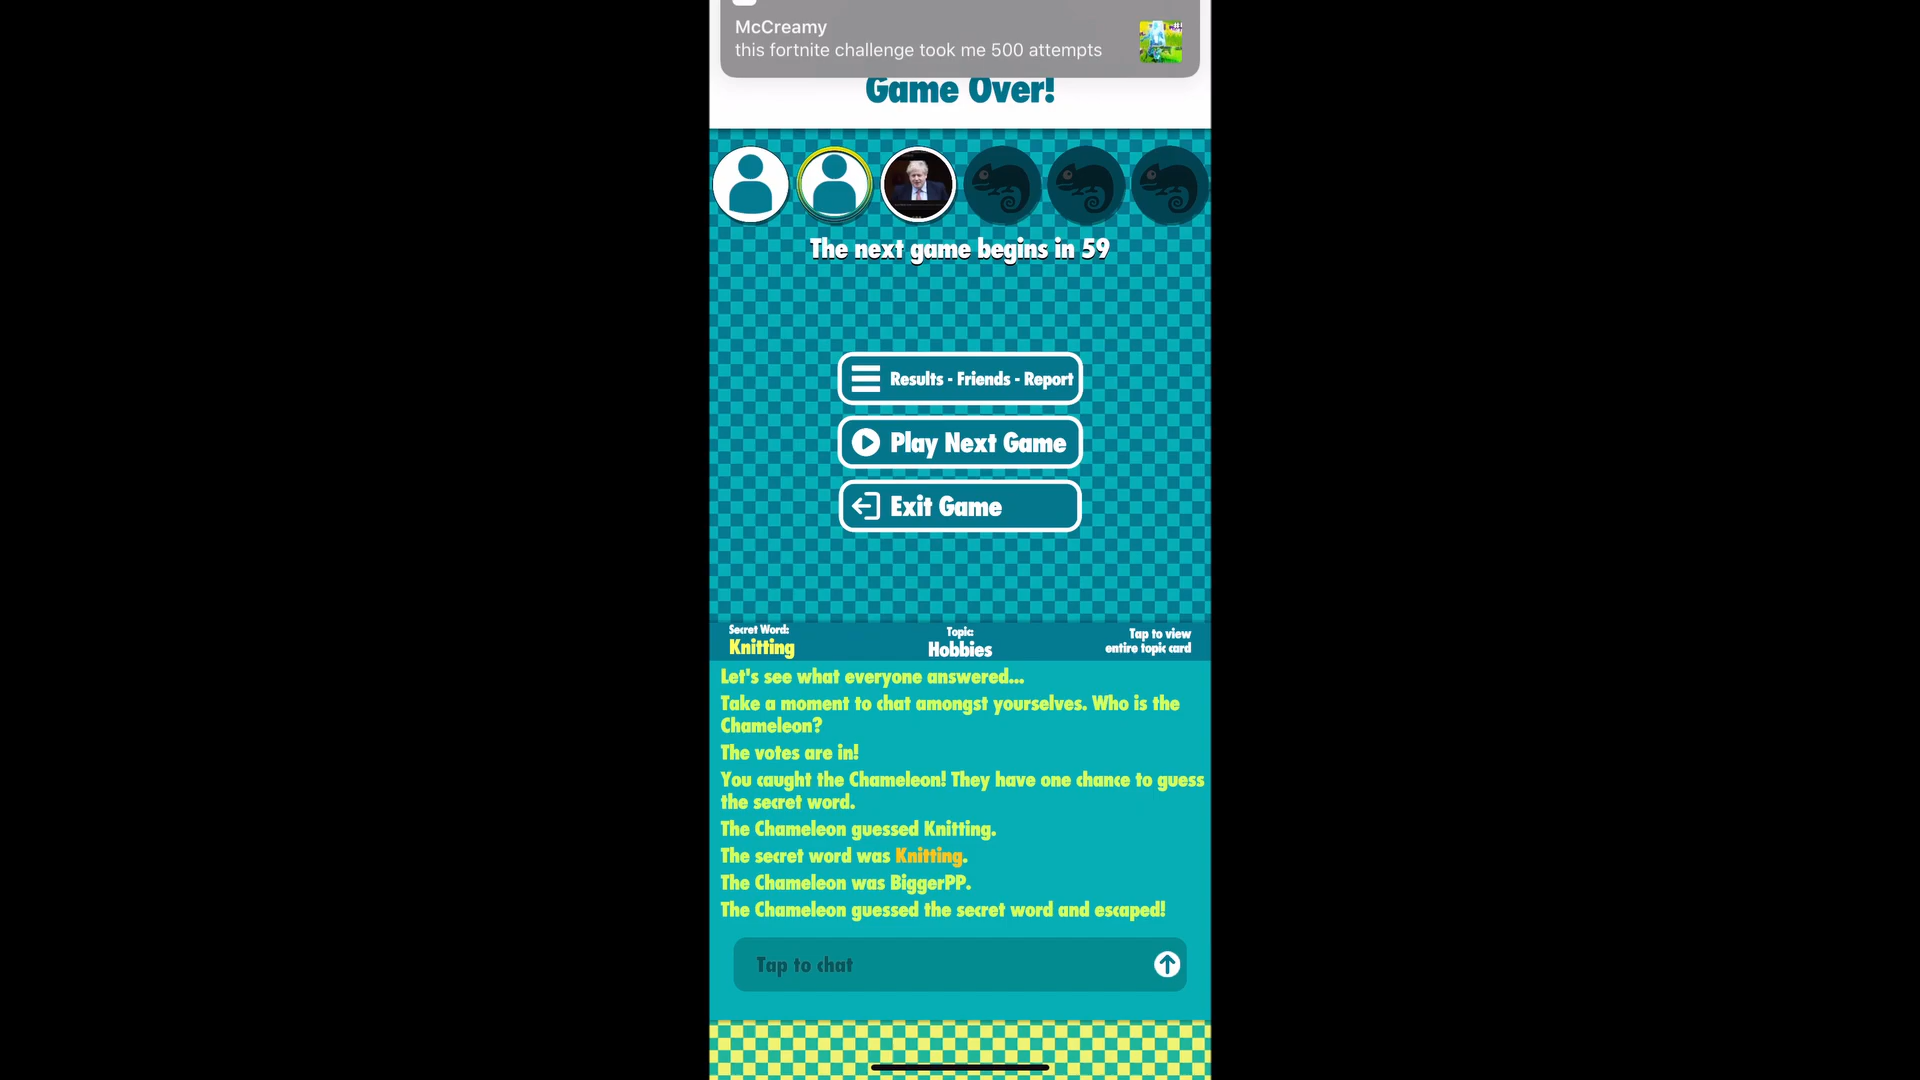 McCreamy
this fortnite challenge took me 500 attempts
Game Over!
The next game begins in 59
Results - Friends - Report
Play Next Game
Exit Game
Secret Word:
Knitting
Topic:
Hobbies
Tap to view
entire topic card
Let's see what everyone answered...
Take a moment to chat amongst yourselves. Who is the
Chameleon?
The votes are in!
You caught the Chameleon! They have one chance to guess
the secret word.
The Chameleon guessed Knitting.
The secret word was Knitting.
The Chameleon was BiggerPP.
The Chameleon guessed the secret word and escaped!
Tap to chat